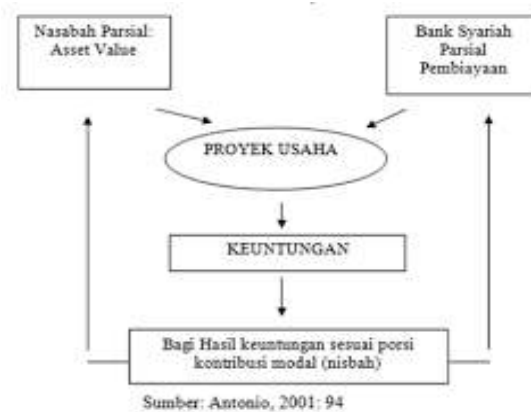 Nasabah Parsial:
Asset Value
Bank Syariah
Parsial
Pembiayaan
PROYEK USAHA
KEUNTUNGAN
Bagi Hasil keuntungan sesuai porsi
kontribusi modal (nisbah)
Sumber: Antonio, 2001: 94